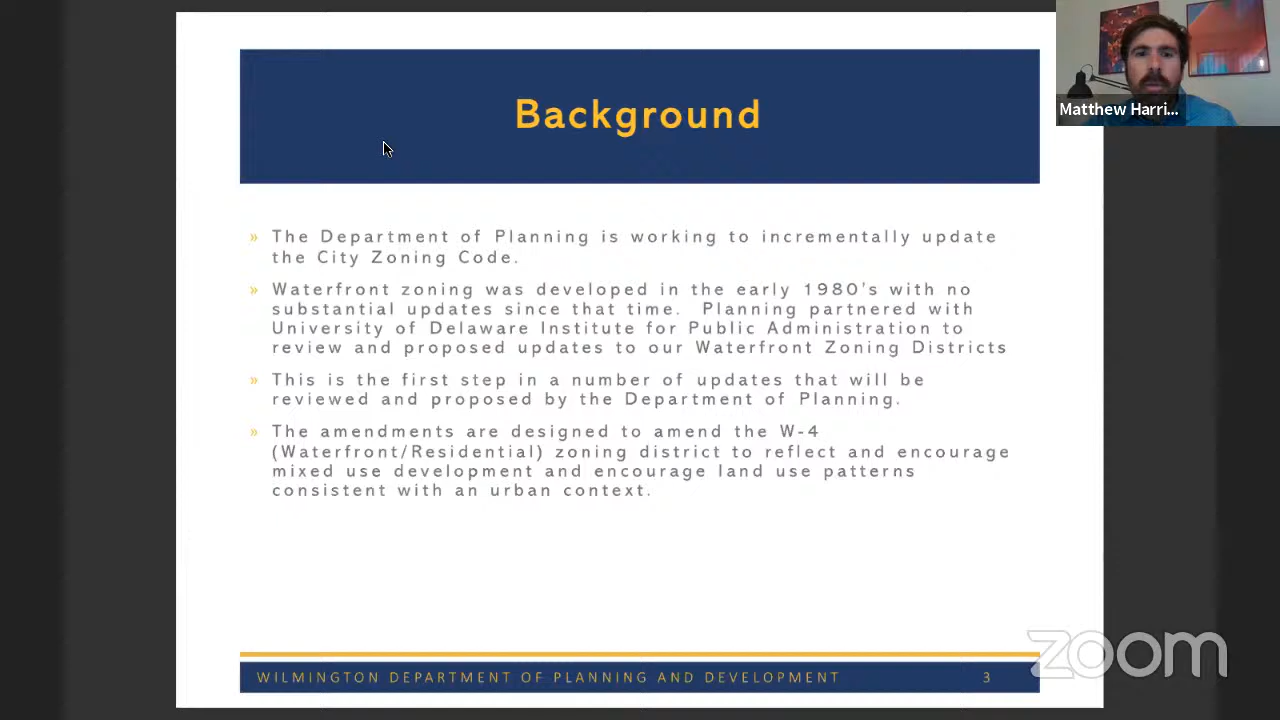 Background
Matthew Harri...
» The Department of Planning is working to incrementally update
the City Zoning Code.
» Waterfront zoning was developed in the early 1980's with no
substantial updates since that time. Planning partnered with
University of Delaware Institute for Public Administration to
review and proposed updates to our Waterfront Zoning Districts
» This is the first step in a number of updates that will be
reviewed and proposed by the Department of Planning.
» The amendments are designed to amend the W-4
(Waterfront/Residential) zoning district to reflect and encourage
mixed use development and encourage land use patterns
consistent with an urban context.
WILMINGTON DEPARTMENT OF PLANNING AND DEVELOPMENT 3
zoom